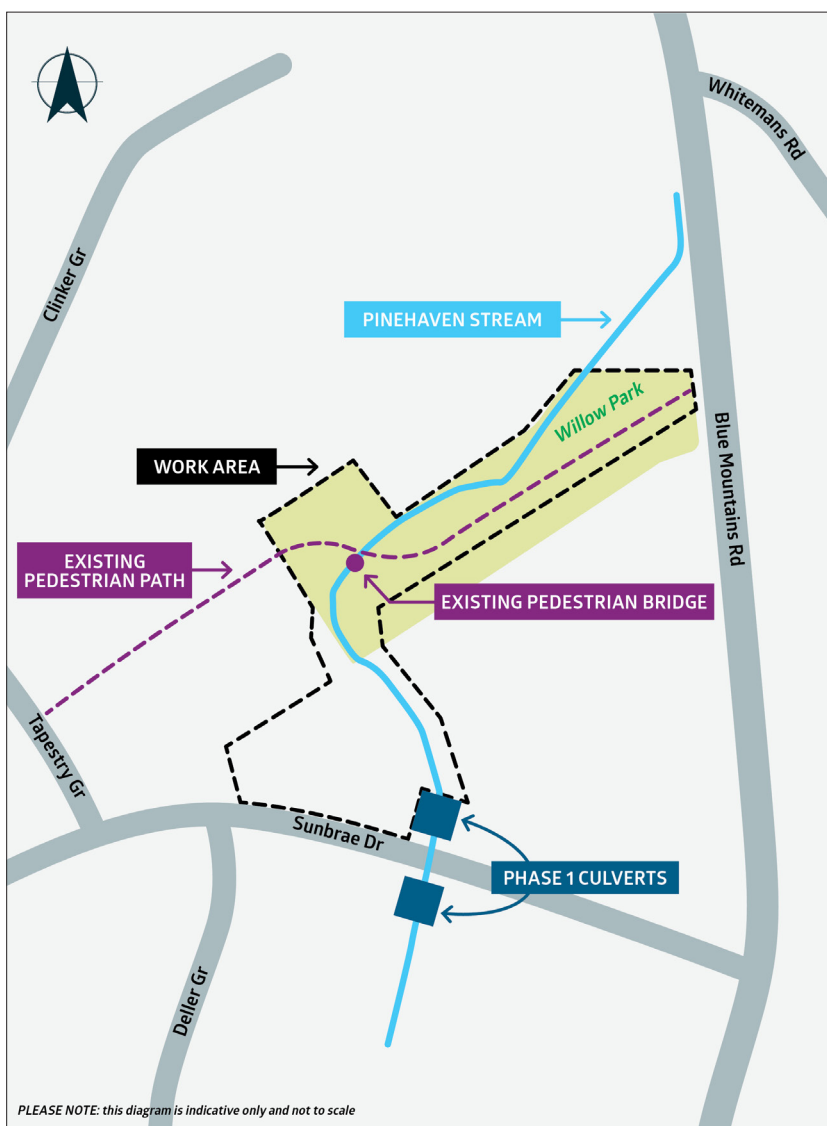 Whitemans Rd
Clinker Gr
PINEHAVEN STREAM
Willow Park
Blue Mountains Rd
WORK AREA
EXISTING
PEDESTRIAN PATH
EXISTING PEDESTRIAN BRIDGE
Tapestry Gr
Sunbrae Dr
PHASE 1 CULVERTS
Deller Gr
PLEASE NOTE: this diagram is indicative only and not to scale